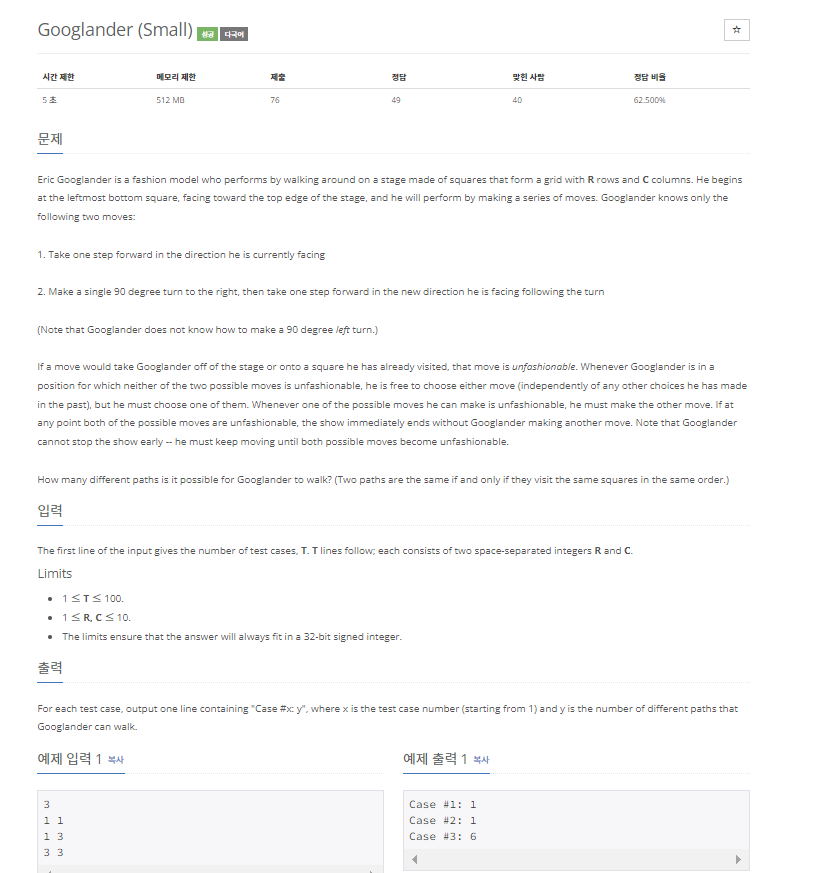 Googlander (Small) 성공 다국어
☆
시간 제한 메모리 제한 제출 정답 맞힌 사람 정답 비율
5 초 512 MB 76 49 40 62.500%
문제
Eric Googlander is a fashion model who performs by walking around on a stage made of squares that form a grid with R rows and C columns. He begins
at the leftmost bottom square, facing toward the top edge of the stage, and he will perform by making a series of moves. Googlander knows only the
following two moves:
1. Take one step forward in the direction he is currently facing
2. Make a single 90 degree turn to the right, then take one step forward in the new direction he is facing following the turn
(Note that Googlander does not know how to make a 90 degree left turn.)
If a move would take Googlander off of the stage or onto a square he has already visited, that move is unfashionable. Whenever Googlander is in a
position for which neither of the two possible moves is unfashionable, he is free to choose either move (independently of any other choices he has made
in the past), but he must choose one of them. Whenever one of the possible moves he can make is unfashionable, he must make the other move. If at
any point both of the possible moves are unfashionable, the show immediately ends without Googlander making another move. Note that Googlander
cannot stop the show early -- he must keep moving until both possible moves become unfashionable.
How many different paths is it possible for Googlander to walk? (Two paths are the same if and only if they visit the same squares in the same order.)
입력
The first line of the input gives the number of test cases, T. T lines follow; each consists of two space-separated integers R and C.
Limits
• 1 ≤ T ≤ 100.
• 1 ≤ R, C ≤ 10.
• The limits ensure that the answer will always fit in a 32-bit signed integer.
출력
For each test case, output one line containing "Case #x: y", where x is the test case number (starting from 1) and y is the number of different paths that
Googlander can walk.
예제 입력 1 복사
3
1 1
1 3
3 3
예제 출력 1 복사
Case #1: 1
Case #2: 1
Case #3: 6